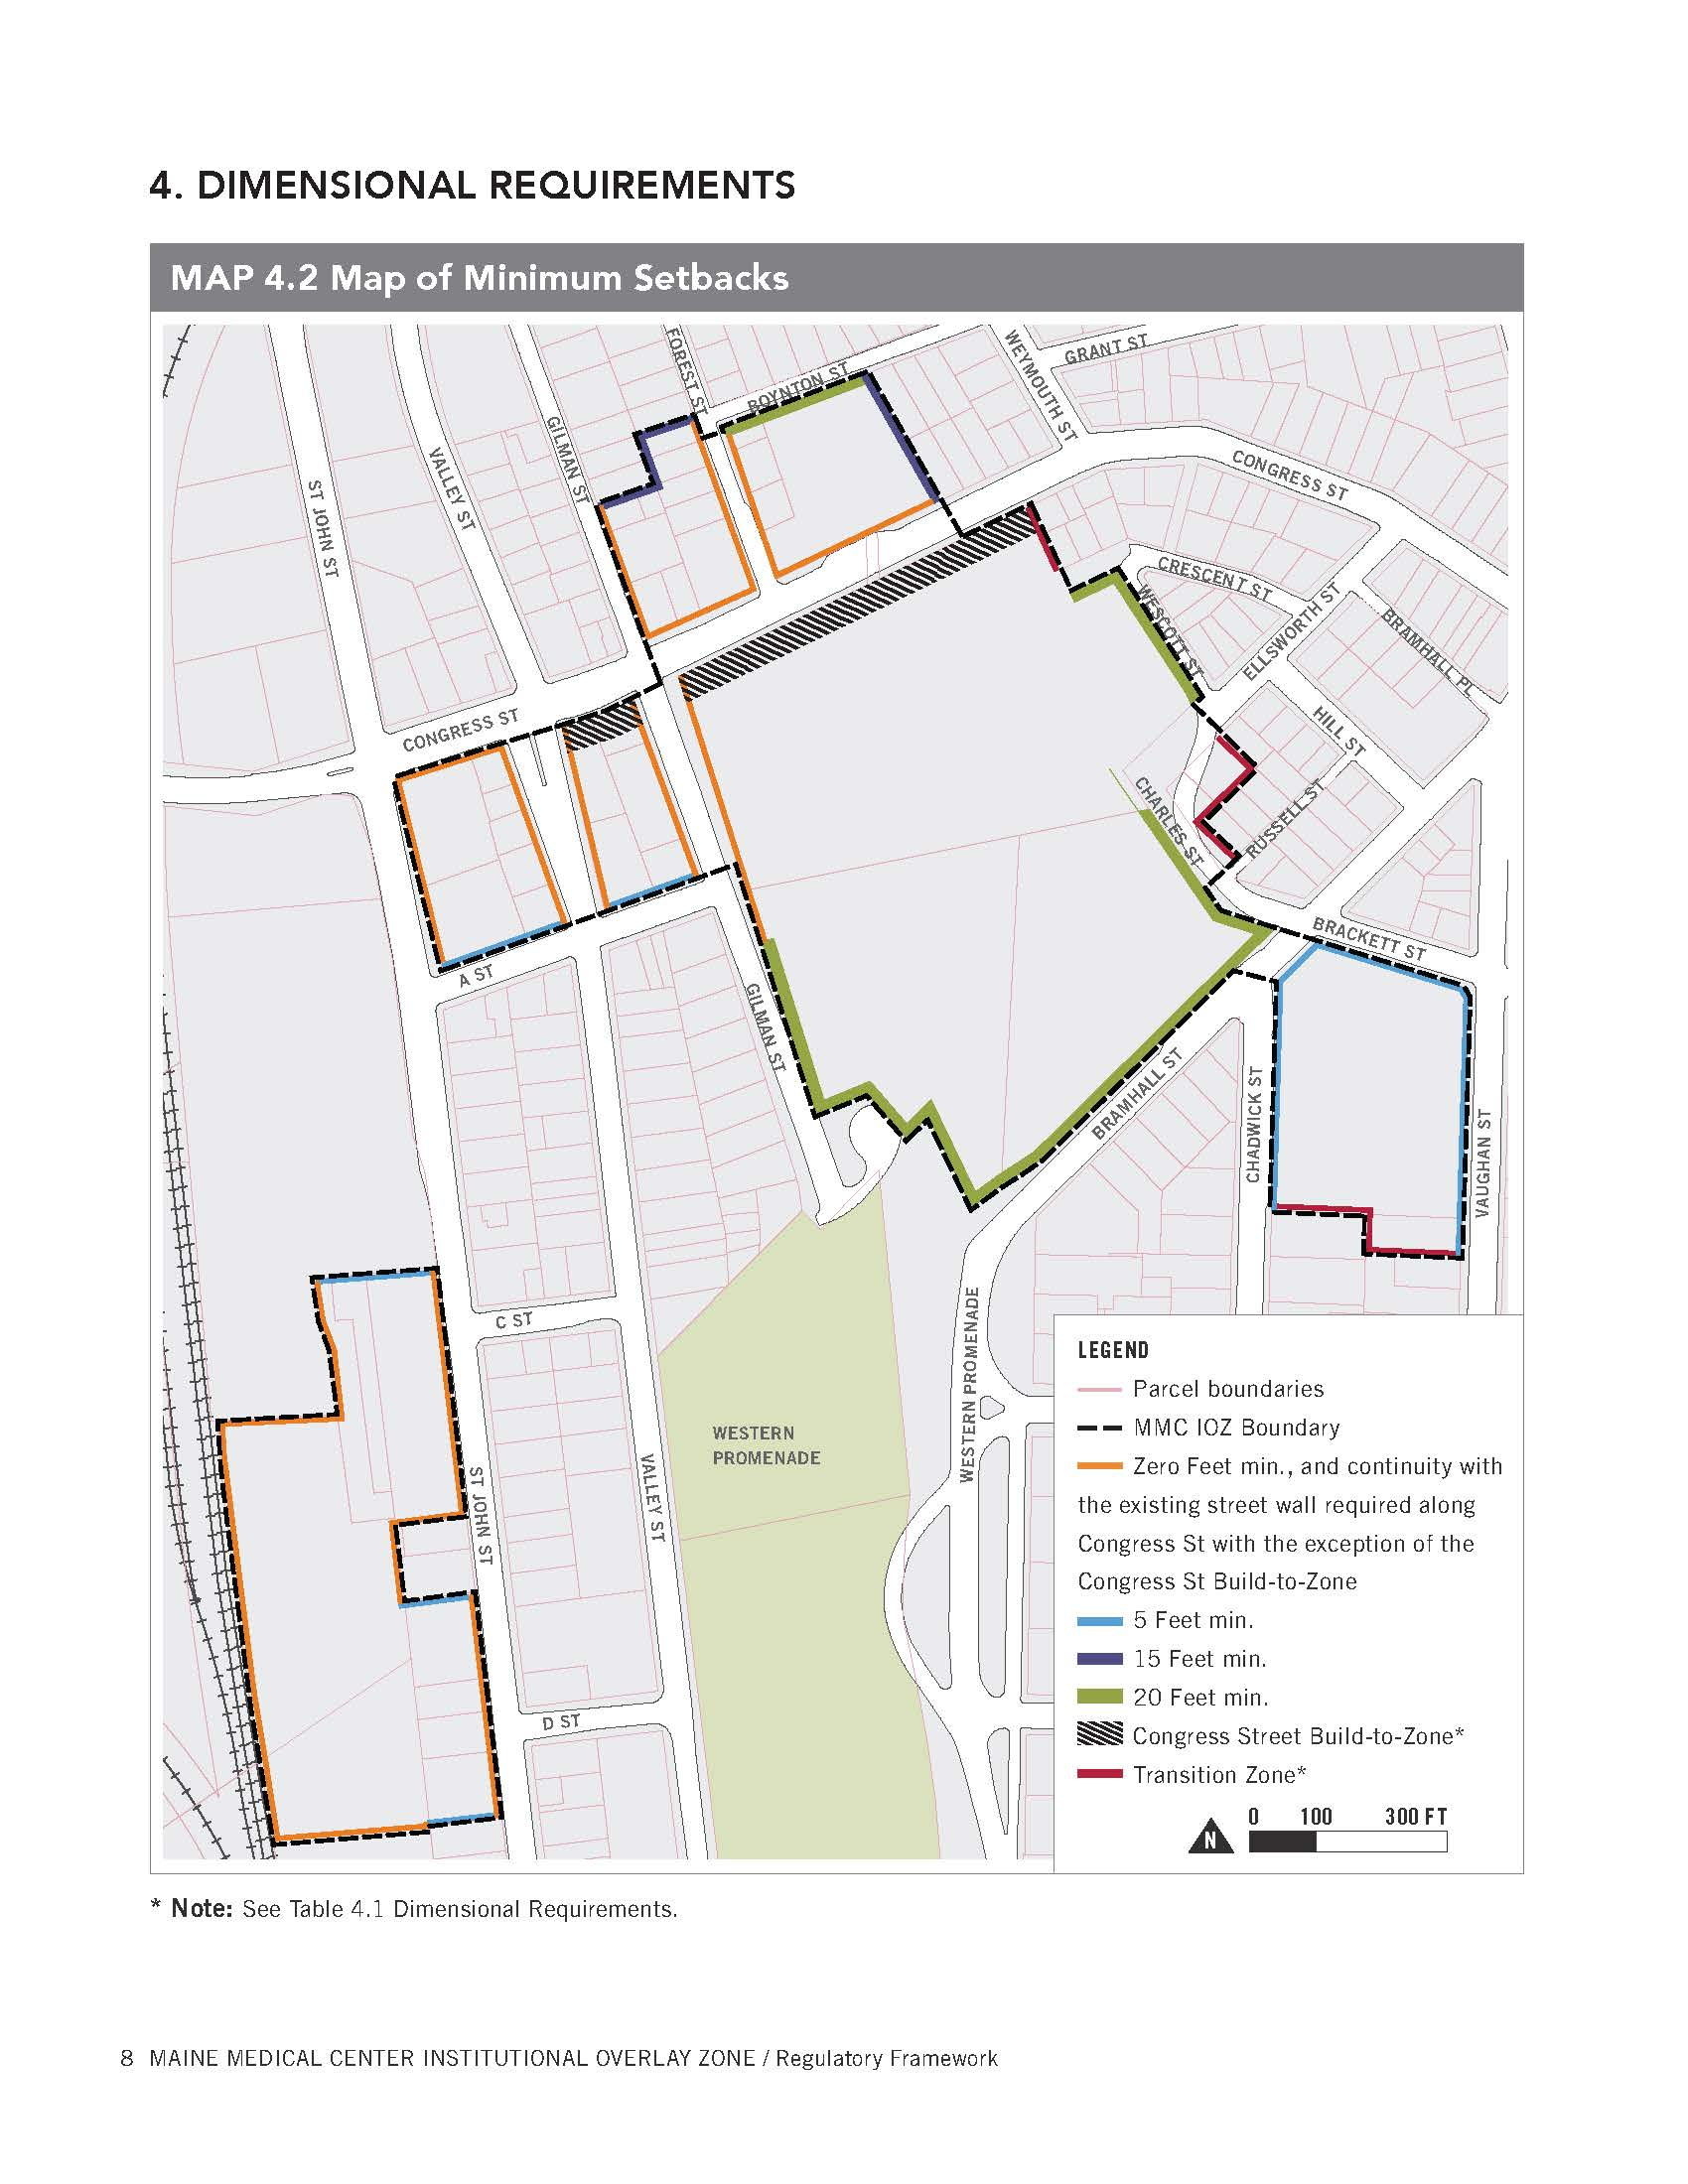 4. DIMENSIONAL REQUIREMENTS
MAP 4.2 Map of Minimum Setbacks
FOREST ST
BOYNTON ST
WEYMOUTH ST
GRANT ST
GILMAN ST
VALLEY ST
ST JOHN ST
CONGRESS ST
CRESCENT ST
WESCOTT ST
ELLSWORTH ST
BRAMHALL PL
HILL ST
CONGRESS ST
CHARLES ST
RUSSELL ST
BRACKETT ST
A ST
GILMAN ST
BRAMHALL ST
CHADWICK ST
VAUGHAN ST
C ST
WESTERN PROMENADE
WESTERN
PROMENADE
ST JOHN ST
VALLEY ST
D ST
LEGEND
Parcel boundaries
MMC IOZ Boundary
Zero Feet min., and continuity with
the existing street wall required along
Congress St with the exception of the
Congress St Build-to-Zone
5 Feet min.
15 Feet min.
20 Feet min.
Congress Street Build-to-Zone*
Transition Zone*
0 100 300 FT
N
* Note: See Table 4.1 Dimensional Requirements.
8 MAINE MEDICAL CENTER INSTITUTIONAL OVERLAY ZONE / Regulatory Framework